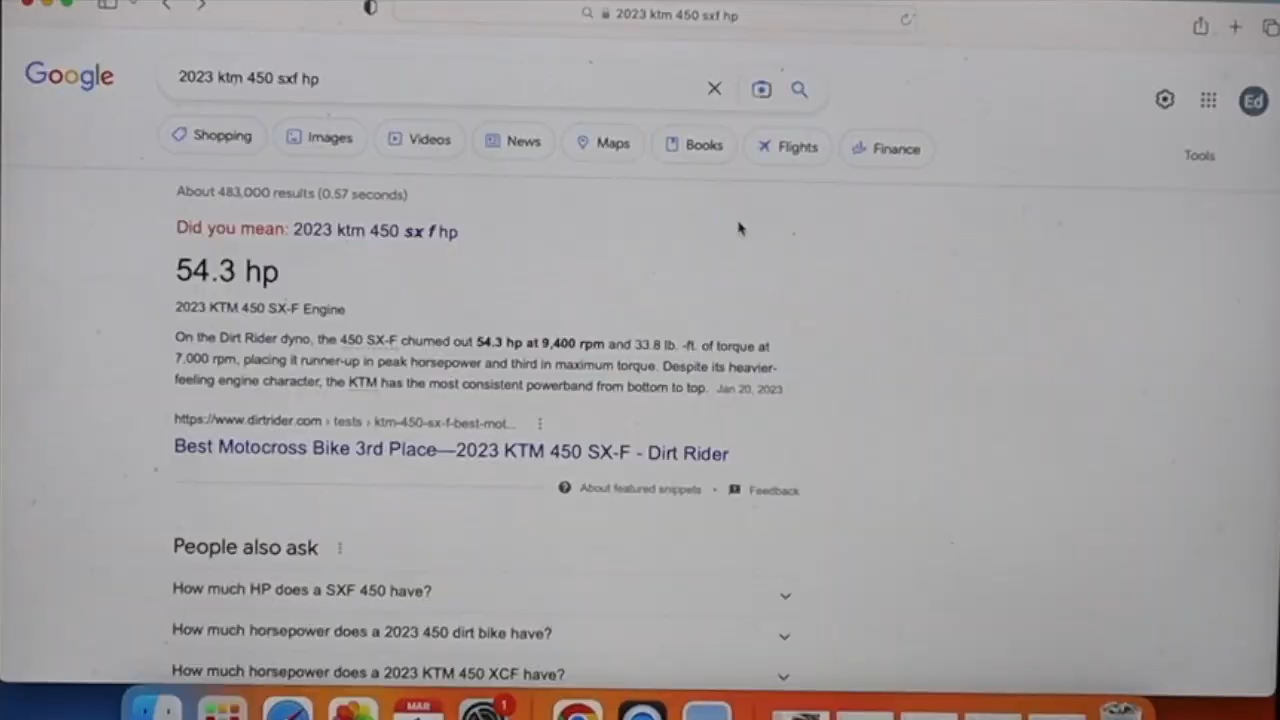 2023 ktm 450 sxf hp
Google
2023 ktm 450 sxf hp
Ed
Shopping
Images
Videos
News
Maps
Books
Flights
Finance
Tools
About 483,000 results (0.57 seconds)
Did you mean: 2023 ktm 450 sx f hp
54.3 hp
2023 KTM 450 SX-F Engine
On the Dirt Rider dyno, the 450 SX-F churned out 54.3 hp at 9,400 rpm and 33.8 lb. -ft. of torque at
7,000 rpm, placing it runner-up in peak horsepower and third in maximum torque. Despite its heavier-
feeling engine character, the KTM has the most consistent powerband from bottom to top. Jan 20, 2023
https://www.dirtrider.com › tests › ktm-450-sx-f-best-mot...
Best Motocross Bike 3rd Place—2023 KTM 450 SX-F - Dirt Rider
About featured snippets • Feedback
People also ask
How much HP does a SXF 450 have?
How much horsepower does a 2023 450 dirt bike have?
How much horsepower does a 2023 KTM 450 XCF have?
MAR
1